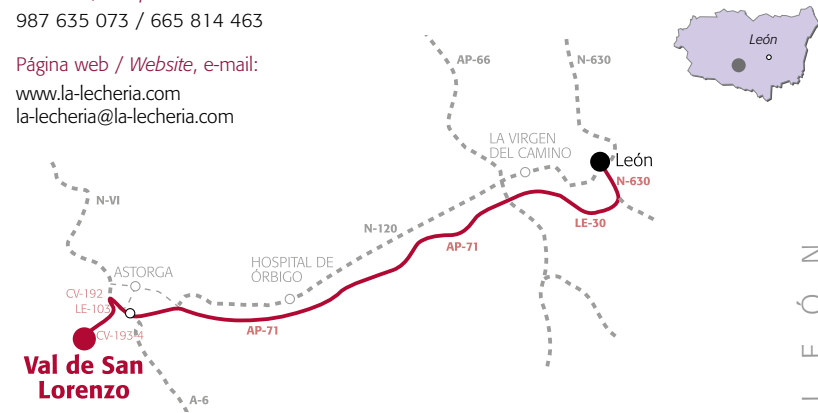 987 635 073 / 665 814 463
Página web / Website, e-mail:
www.la-lecheria.com
la-lecheria@la-lecheria.com
León
AP-66
N-630
LA VIRGEN
DEL CAMINO
León
N-630
LE-30
N-VI
N-120
AP-71
HOSPITAL DE
ÓRBIGO
ASTORGA
CV-192
LE-103
CV-193-4
AP-71
Val de San
Lorenzo
A-6
LEÓN